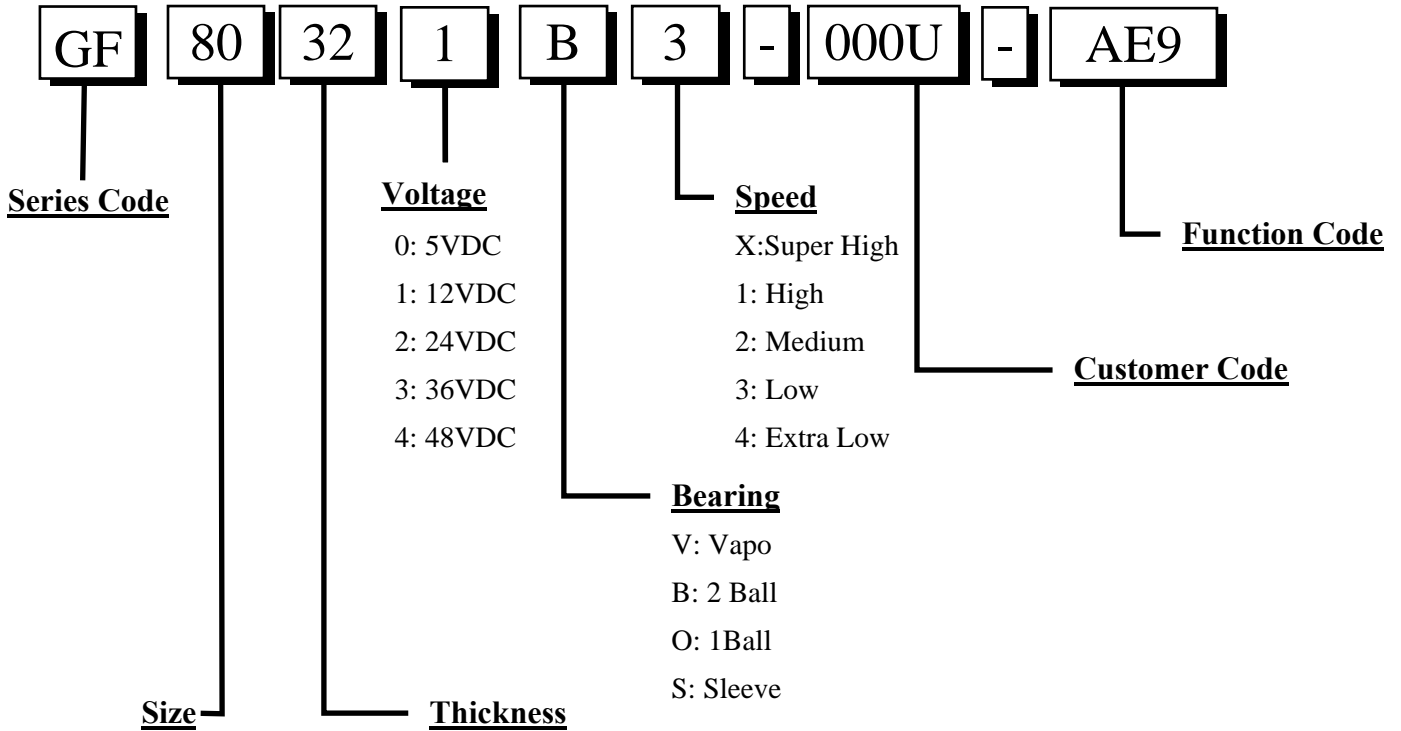 GF 80 32 1 B 3 - 000U - AE9
Series Code
Voltage
0: 5VDC
1: 12VDC
2: 24VDC
3: 36VDC
4: 48VDC
Speed
X:Super High
1: High
2: Medium
3: Low
4: Extra Low
Function Code
Customer Code
Bearing
V: Vapo
B: 2 Ball
O: 1Ball
S: Sleeve
Size
Thickness